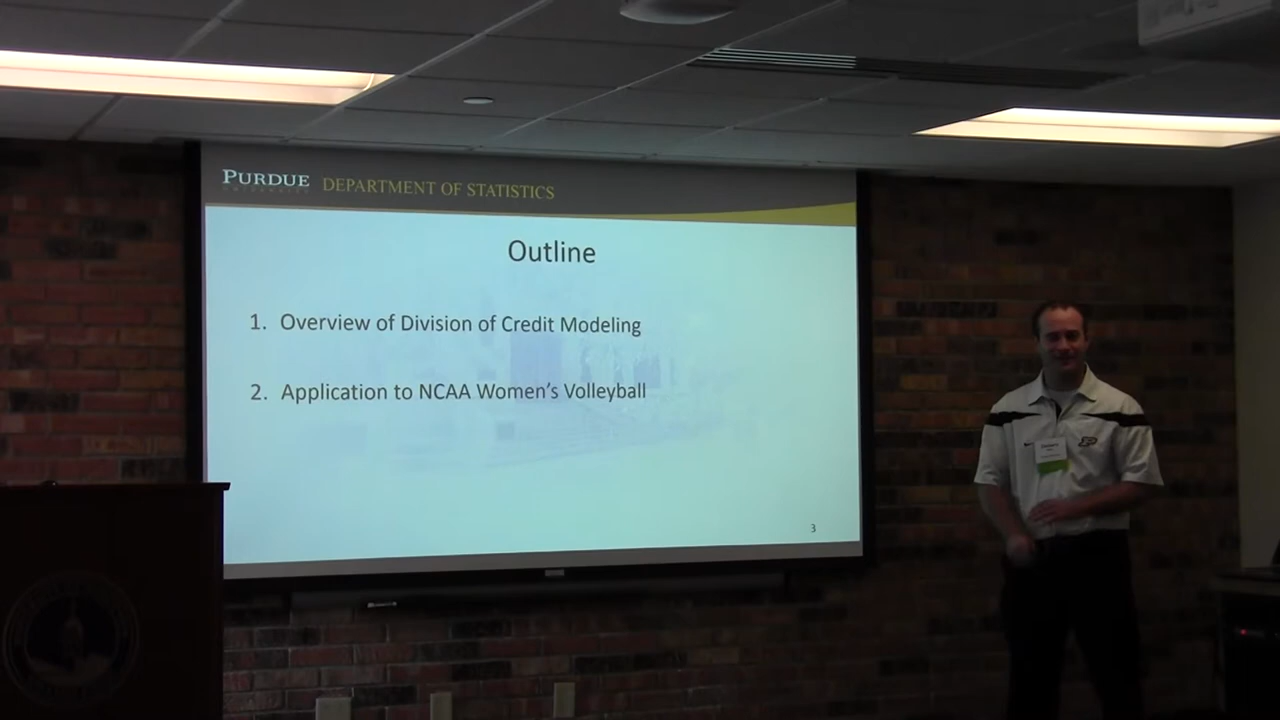 PURDUE
UNIVERSITY
DEPARTMENT OF STATISTICS
Outline
1. Overview of Division of Credit Modeling
2. Application to NCAA Women's Volleyball
3
P